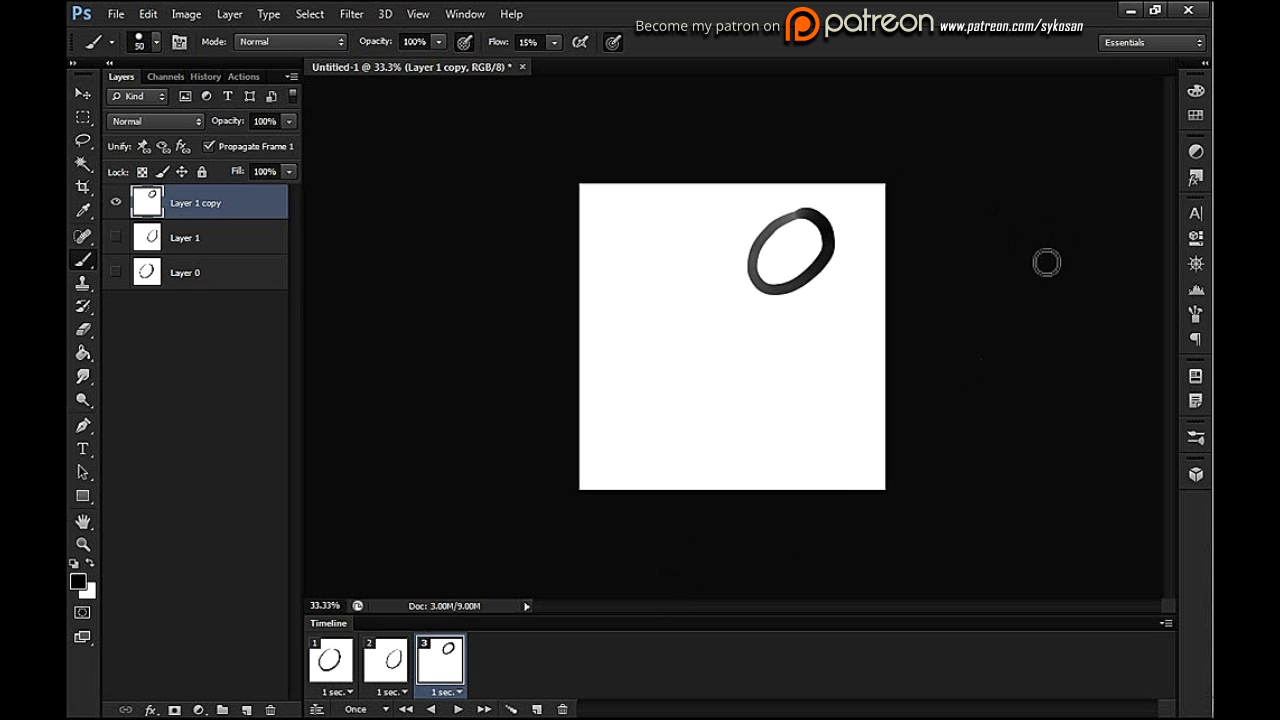 Ps File Edit Image Layer Type Select Filter 3D View Window Help
Become my patron on patreon www.patreon.com/sykosan
50 Mode: Normal Opacity: 100% Flow: 15% Essentials
Layers Channels History Actions
Untitled-1 @ 33.3% (Layer 1 copy, RGB/8) *
Kind
Normal Opacity: 100%
Unify: Propagate Frame 1
Lock: Fill: 100%
Layer 1 copy
Layer 1
Layer 0
33.33% Doc: 3.00M/9.00M
Timeline
1 2 3
1 sec. 1 sec. 1 sec.
Once